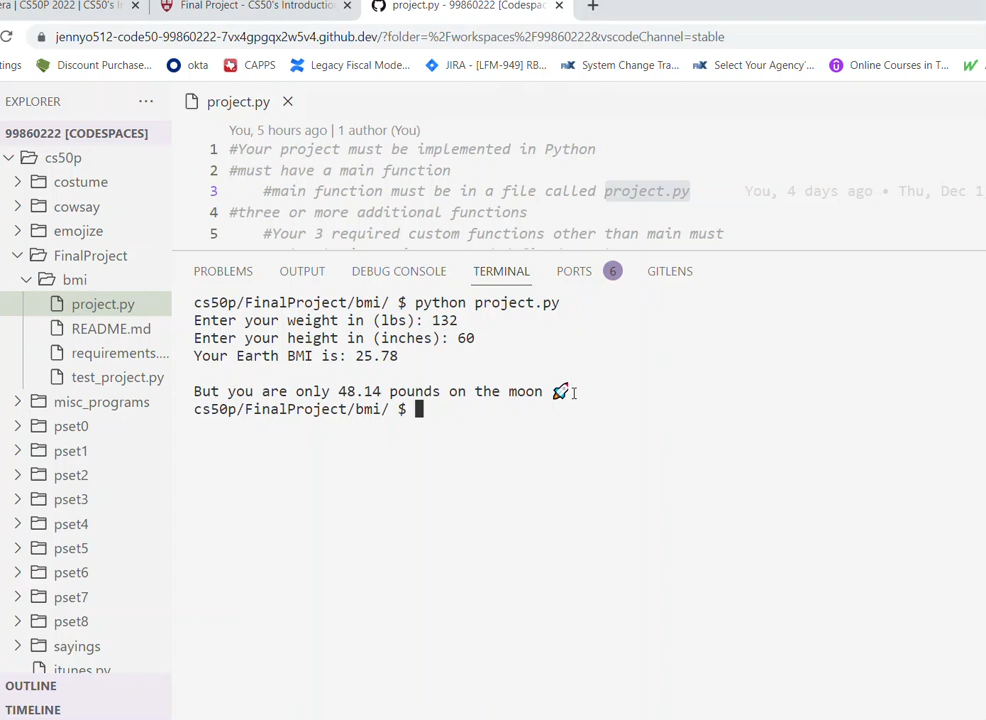 era | CS50P 2022 | CS50's I
Final Project - CS50's Introductio
project.py - 99860222 [Codespac
jennyo512-code50-99860222-7vx4gpgqx2w5v4.github.dev/?folder=%2Fworkspaces%2F99860222&vscodeChannel=stable
tings
Discount Purchase...
okta
CAPPS
Legacy Fiscal Mode...
JIRA - [LFM-949] RB...
System Change Tra...
Select Your Agency'...
Online Courses in T...
EXPLORER
99860222 [CODESPACES]
cs50p
costume
cowsay
emojize
FinalProject
bmi
project.py
README.md
requirements....
test_project.py
misc_programs
pset0
pset1
pset2
pset3
pset4
pset5
pset6
pset7
pset8
sayings
itunes.py
OUTLINE
TIMELINE
project.py
You, 5 hours ago | 1 author (You)
1 #Your project must be implemented in Python
2 #must have a main function
3 #main function must be in a file called project.py You, 4 days ago • Thu, Dec 1
4 #three or more additional functions
5 #Your 3 required custom functions other than main must
PROBLEMS OUTPUT DEBUG CONSOLE TERMINAL PORTS 6 GITLENS
cs50p/FinalProject/bmi/ $ python project.py
Enter your weight in (lbs): 132
Enter your height in (inches): 60
Your Earth BMI is: 25.78
But you are only 48.14 pounds on the moon 🚀
cs50p/FinalProject/bmi/ $